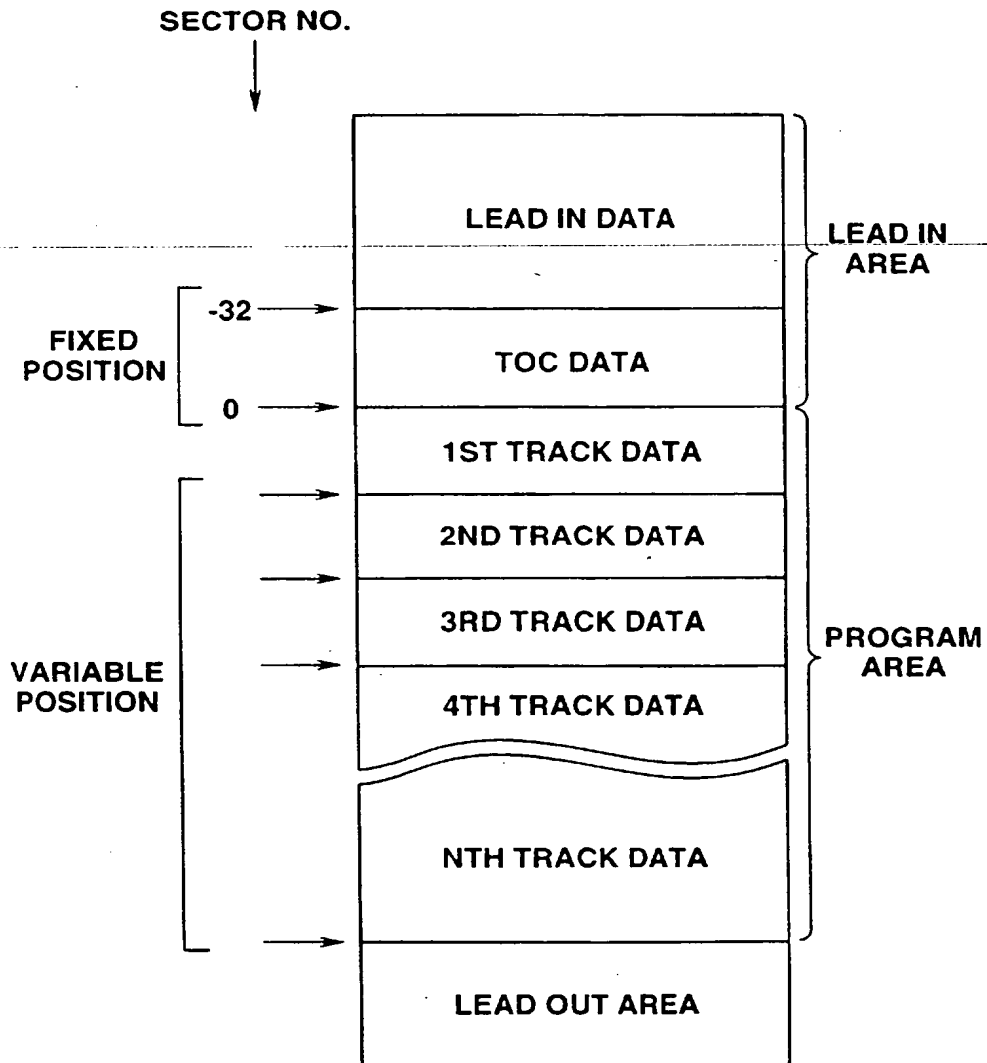 SECTOR NO.
LEAD IN DATA
LEAD IN
AREA
-32
FIXED
POSITION
TOC DATA
0
1ST TRACK DATA
2ND TRACK DATA
3RD TRACK DATA
PROGRAM
AREA
VARIABLE
POSITION
4TH TRACK DATA
NTH TRACK DATA
LEAD OUT AREA